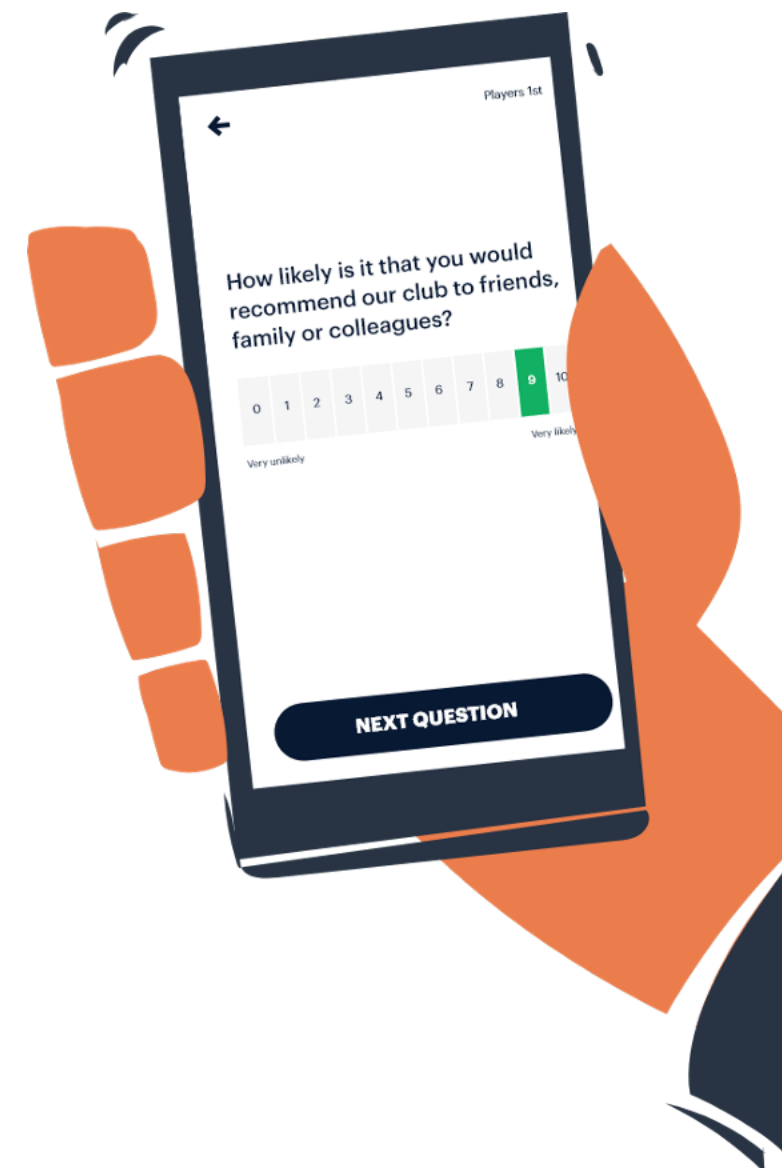 Players 1st
How likely is it that you would
recommend our club to friends,
family or colleagues?
0 1 2 3 4 5 6 7 8 9 10
Very unlikely Very likely
NEXT QUESTION